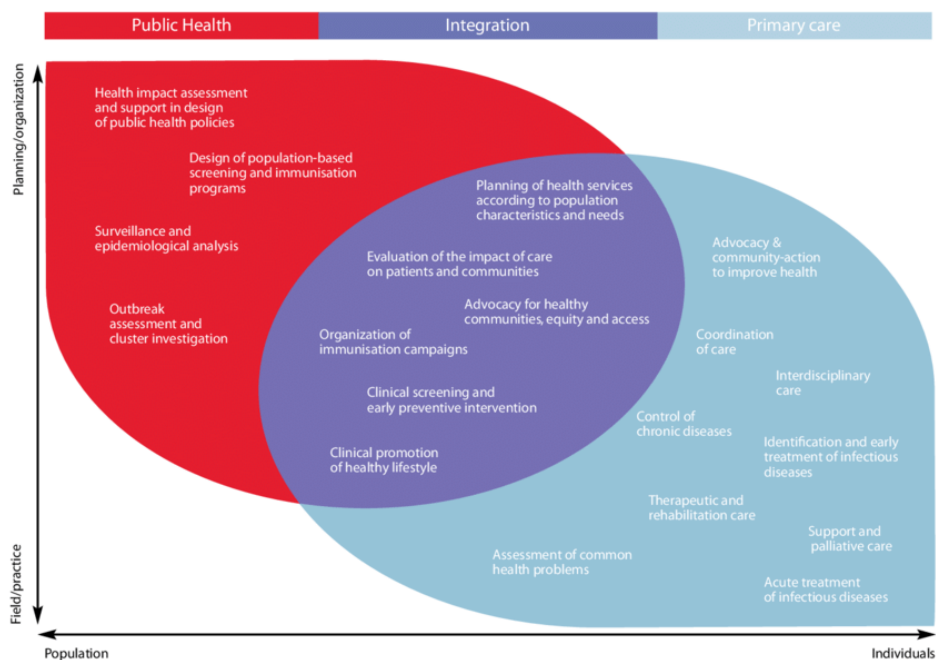 Public Health
Integration
Primary care
Planning/organization
Health impact assessment
and support in design
of public health policies
Design of population-based
screening and immunisation
programs
Surveillance and
epidemiological analysis
Outbreak
assessment and
cluster investigation
Planning of health services
according to population
characteristics and needs
Evaluation of the impact of care
on patients and communities
Advocacy for healthy
communities, equity and access
Organization of
immunisation campaigns
Clinical screening and
early preventive intervention
Clinical promotion
of healthy lifestyle
Advocacy &
community-action
to improve health
Coordination
of care
Interdisciplinary
care
Control of
chronic diseases
Identification and early
treatment of infectious
diseases
Therapeutic and
rehabilitation care
Support and
palliative care
Assessment of common
health problems
Acute treatment
of infectious diseases
Field/practice
Population
Individuals